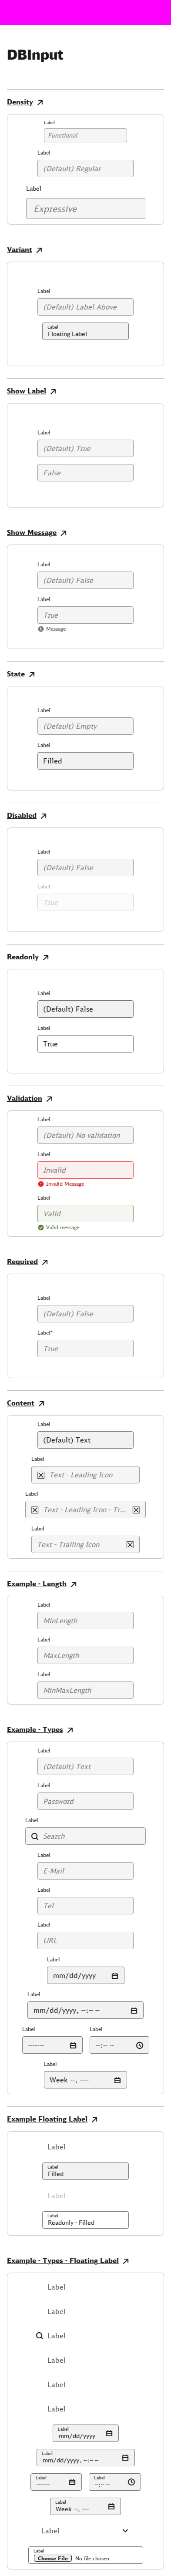 DBInput
Density
Label
Functional
Label
(Default) Regular
Label
Expressive
Variant
Label
(Default) Label Above
Label
Floating Label
Show Label
Label
(Default) True
False
Show Message
Label
(Default) False
Label
True
Message
State
Label
(Default) Empty
Label
Filled
Disabled
Label
(Default) False
Label
True
Readonly
Label
(Default) False
Label
True
Validation
Label
(Default) No validation
Label
Invalid
Invalid Message
Label
Valid
Valid message
Required
Label
(Default) False
Label*
True
Content
Label
(Default) Text
Label
Text - Leading Icon
Label
Text - Leading Icon - Tr...
Label
Text - Trailing Icon
Example - Length
Label
MinLength
Label
MaxLength
Label
MinMaxLength
Example - Types
Label
(Default) Text
Label
Password
Label
Search
Label
E-Mail
Label
Tel
Label
URL
Label
mm/dd/yyyy
Label
mm/dd/yyyy, --:-- --
Label Label
------- --:-- --
Label
Week --, ----
Example Floating Label
Label
Label
Filled
Label
Label
Readonly - Filled
Example - Types - Floating Label
Label
Label
Label
Label
Label
Label
Label
mm/dd/yyyy
Label
mm/dd/yyyy, --:-- --
Label Label
------- --:-- --
Label
Week --, ----
Label
Label
Choose File No file chosen